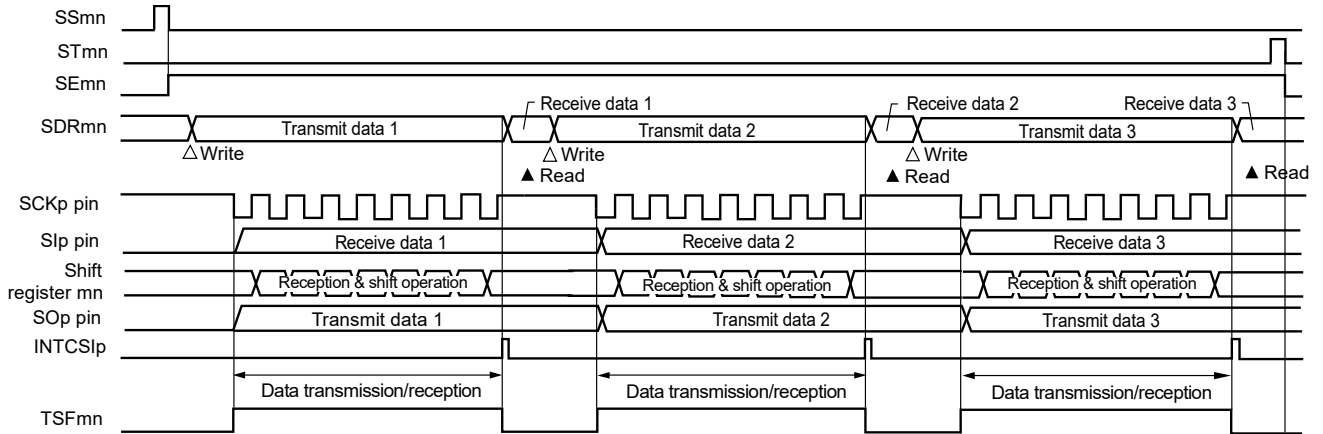 SSmn
STmn
SEmn
Receive data 1 Receive data 2 Receive data 3
SDRmn Transmit data 1 Transmit data 2 Transmit data 3
△Write △ Write △ Write
▲ Read ▲ Read ▲ Read
SCKp pin
SIp pin Receive data 1 Receive data 2 Receive data 3
Shift
register mn Reception & shift operation Reception & shift operation Reception & shift operation
SOp pin Transmit data 1 Transmit data 2 Transmit data 3
INTCSIp
Data transmission/reception Data transmission/reception Data transmission/reception
TSFmn